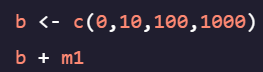 b <- c(0,10,100,1000)
b + m1